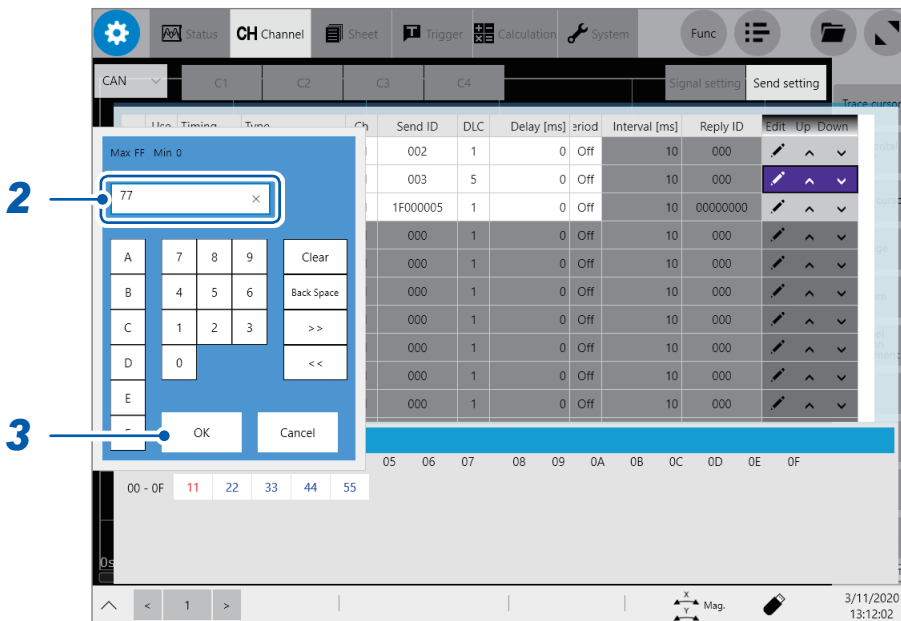 Status CH Channel Sheet Trigger Calculation System Func
CAN C1 C2 C3 C4 Signal setting Send setting
Trace cursor
Use Timing Type Ch Send ID DLC Delay [ms] eriod Interval [ms] Reply ID Edit Up Down
Max FF Min 0
002 1 0 Off 10 000
2
77 ×
003 5 0 Off 10 000
1F000005 1 0 Off 10 00000000
000 1 0 Off 10 000
A 7 8 9 Clear
000 1 0 Off 10 000
B 4 5 6 Back Space
000 1 0 Off 10 000
C 1 2 3 >>
000 1 0 Off 10 000
D 0 <<
000 1 0 Off 10 000
000 1 0 Off 10 000
E
000 1 0 Off 10 000
3
OK Cancel
05 06 07 08 09 0A 0B 0C 0D 0E 0F
00 - 0F 11 22 33 44 55
0s
< 1 >
X
Y
Mag.
3/11/2020
13:12:02